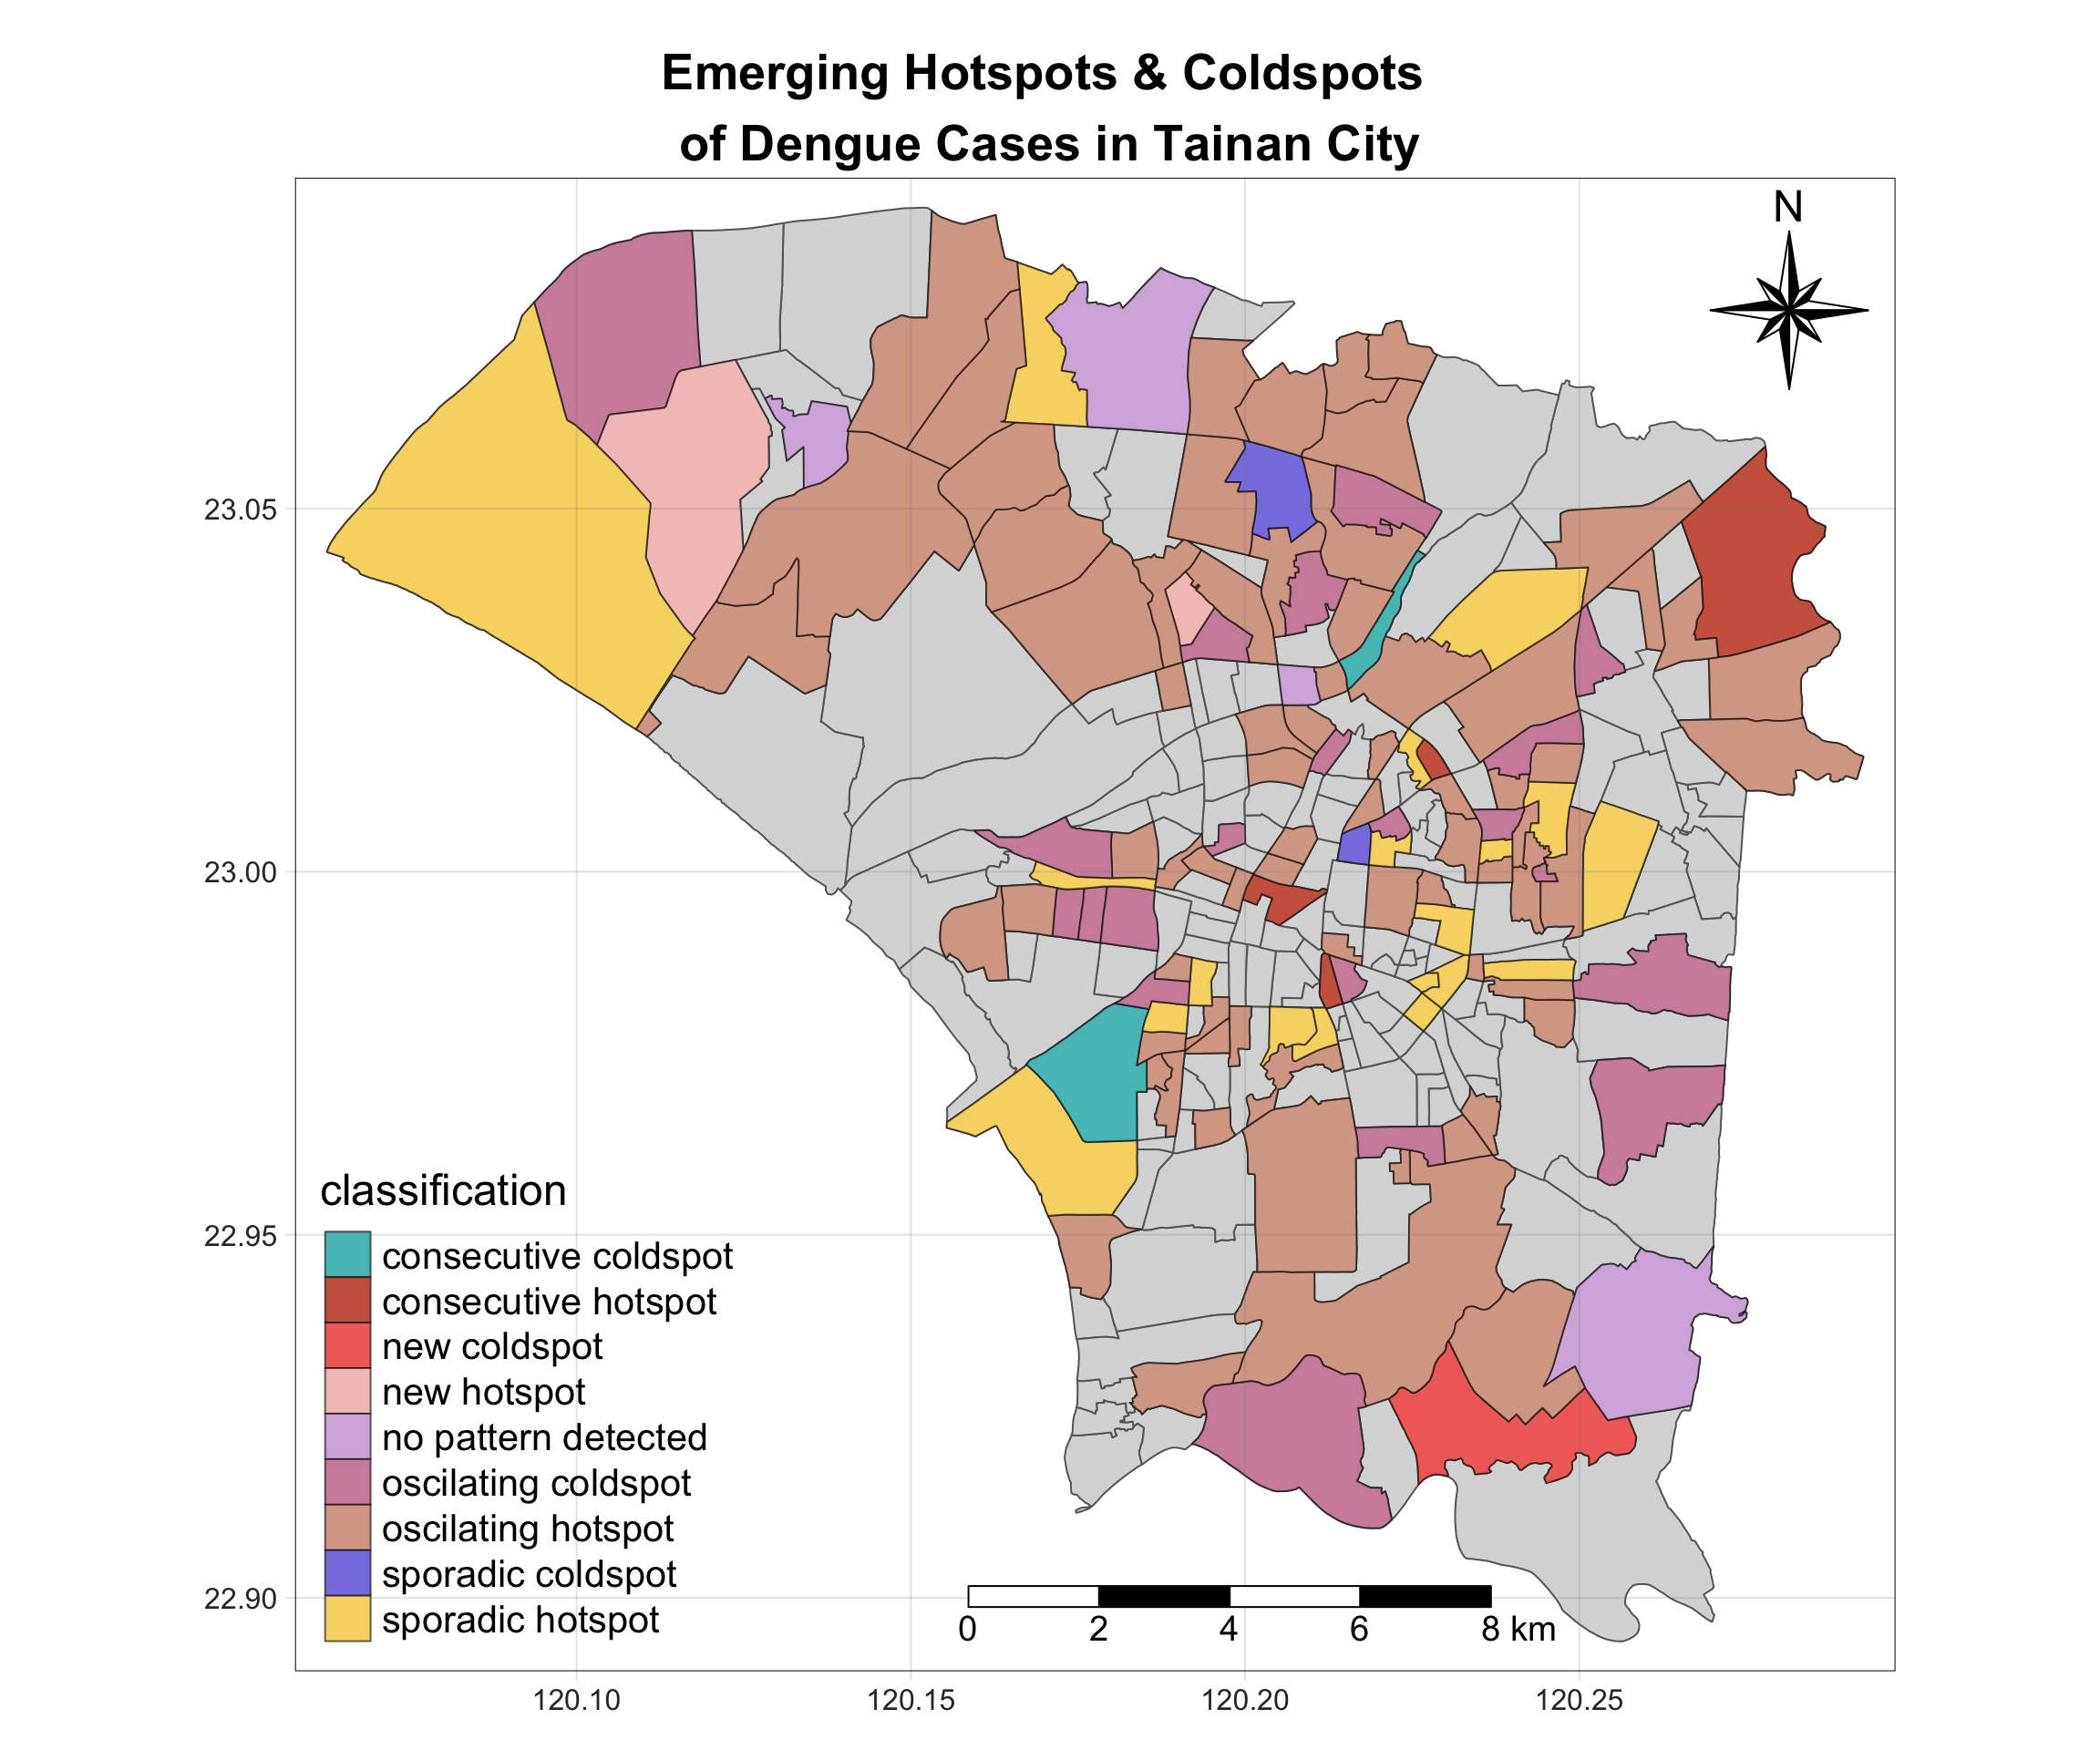 Emerging Hotspots & Coldspots
of Dengue Cases in Tainan City
N
23.05
23.00
22.95
22.90
classification
consecutive coldspot
consecutive hotspot
new coldspot
new hotspot
no pattern detected
oscilating coldspot
oscilating hotspot
sporadic coldspot
sporadic hotspot
0 2 4 6 8 km
120.10 120.15 120.20 120.25